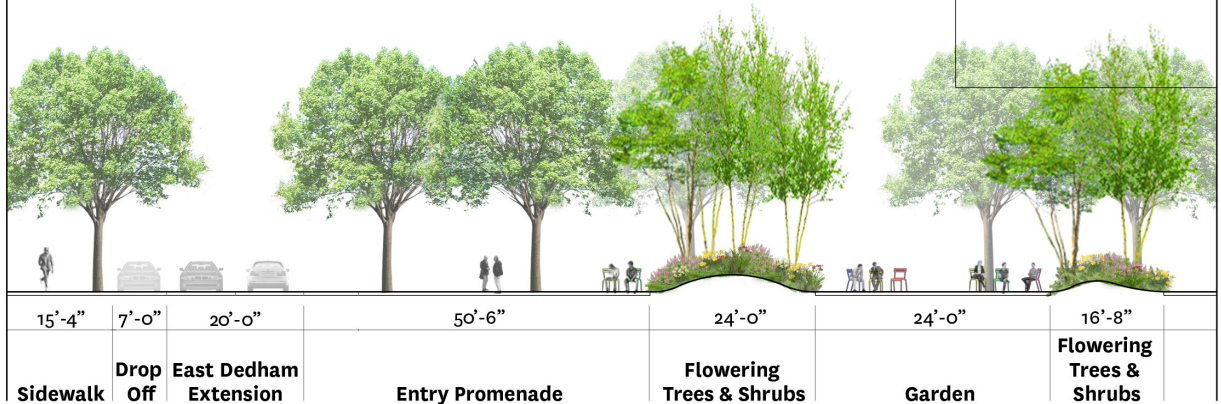 15’-4” 7’-0” 20’-0” 50’-6” 24’-0” 24’-0” 16’-8”
Sidewalk
Drop
Off
East Dedham
Extension
Entry Promenade
Flowering
Trees & Shrubs
Garden
Flowering
Trees &
Shrubs